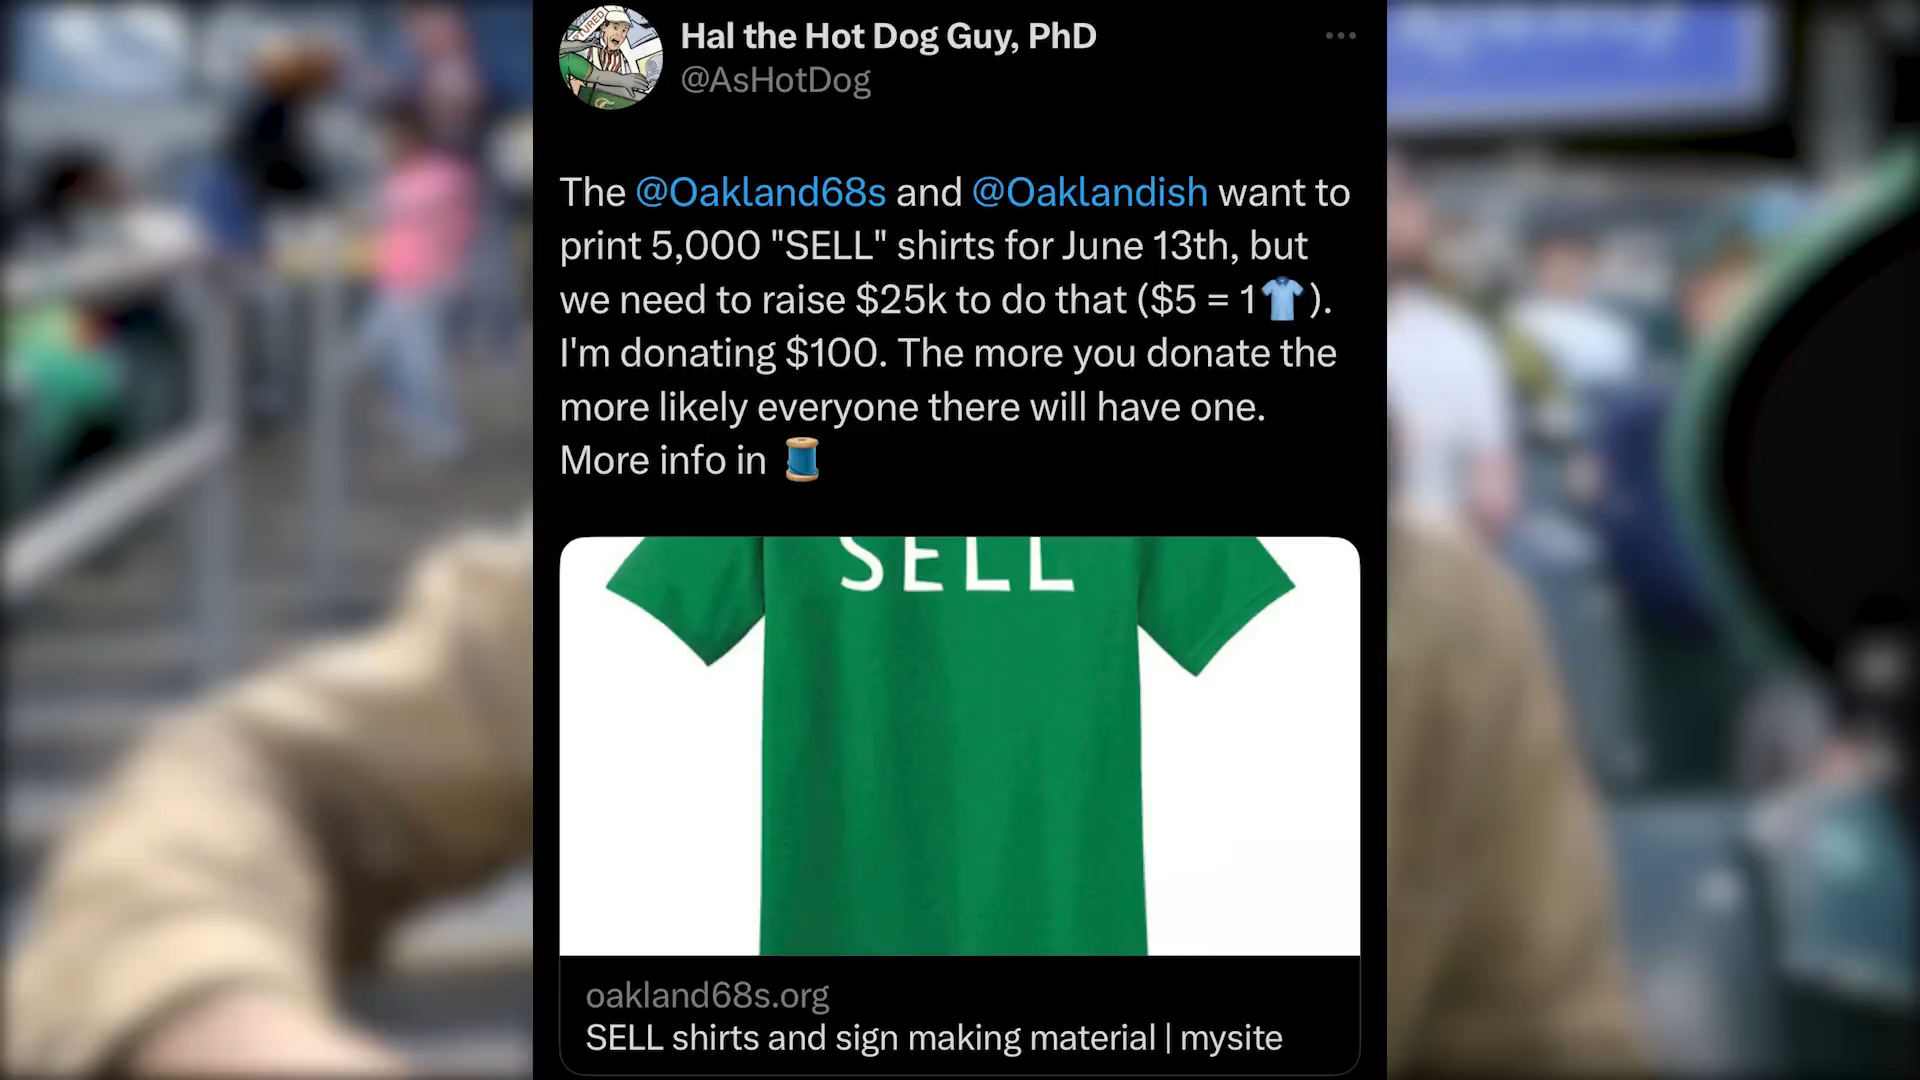 Hal the Hot Dog Guy, PhD
@AsHotDog
The @Oakland68s and @Oaklandish want to
print 5,000 "SELL" shirts for June 13th, but
we need to raise $25k to do that ($5 = 1👕).
I'm donating $100. The more you donate the
more likely everyone there will have one.
More info in 🧵
SELL
oakland68s.org
SELL shirts and sign making material | mysite